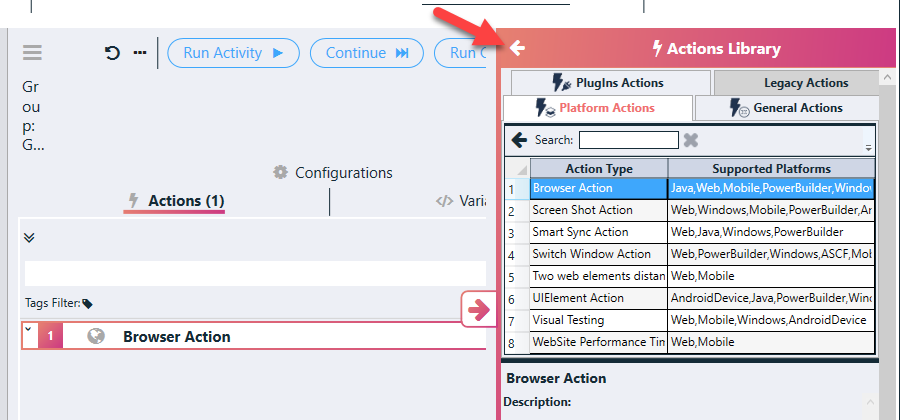 Run Activity
Continue
Run
Gr
ou
p:
G...
Configurations
Actions (1)
Tags Filter:
1
Browser Action
Actions Library
PlugIns Actions
Legacy Actions
Platform Actions
General Actions
Search:
Action Type Supported Platforms
1 Browser Action Java,Web,Mobile,PowerBuilder,Window
2 Screen Shot Action Web,Windows,Mobile,PowerBuilder,
3 Smart Sync Action Web,Java,Windows,PowerBuilder
4 Switch Window Action Web,PowerBuilder,Windows,ASCF,Mob
5 Two web elements distan Web,Mobile
6 UIElement Action AndroidDevice,Java,PowerBuilder,Wind
7 Visual Testing Web,Mobile,Windows,AndroidDevice
8 WebSite Performance Tim Web,Mobile
Browser Action
Description: